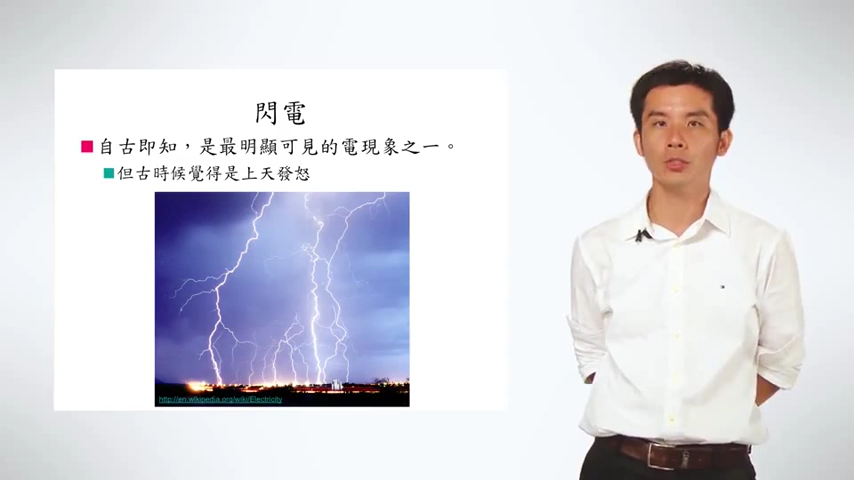 閃電
自古即知，是最明顯可見的電現象之一。
但古時候覺得是上天發怒
http://en.wikipedia.org/wiki/Electricity